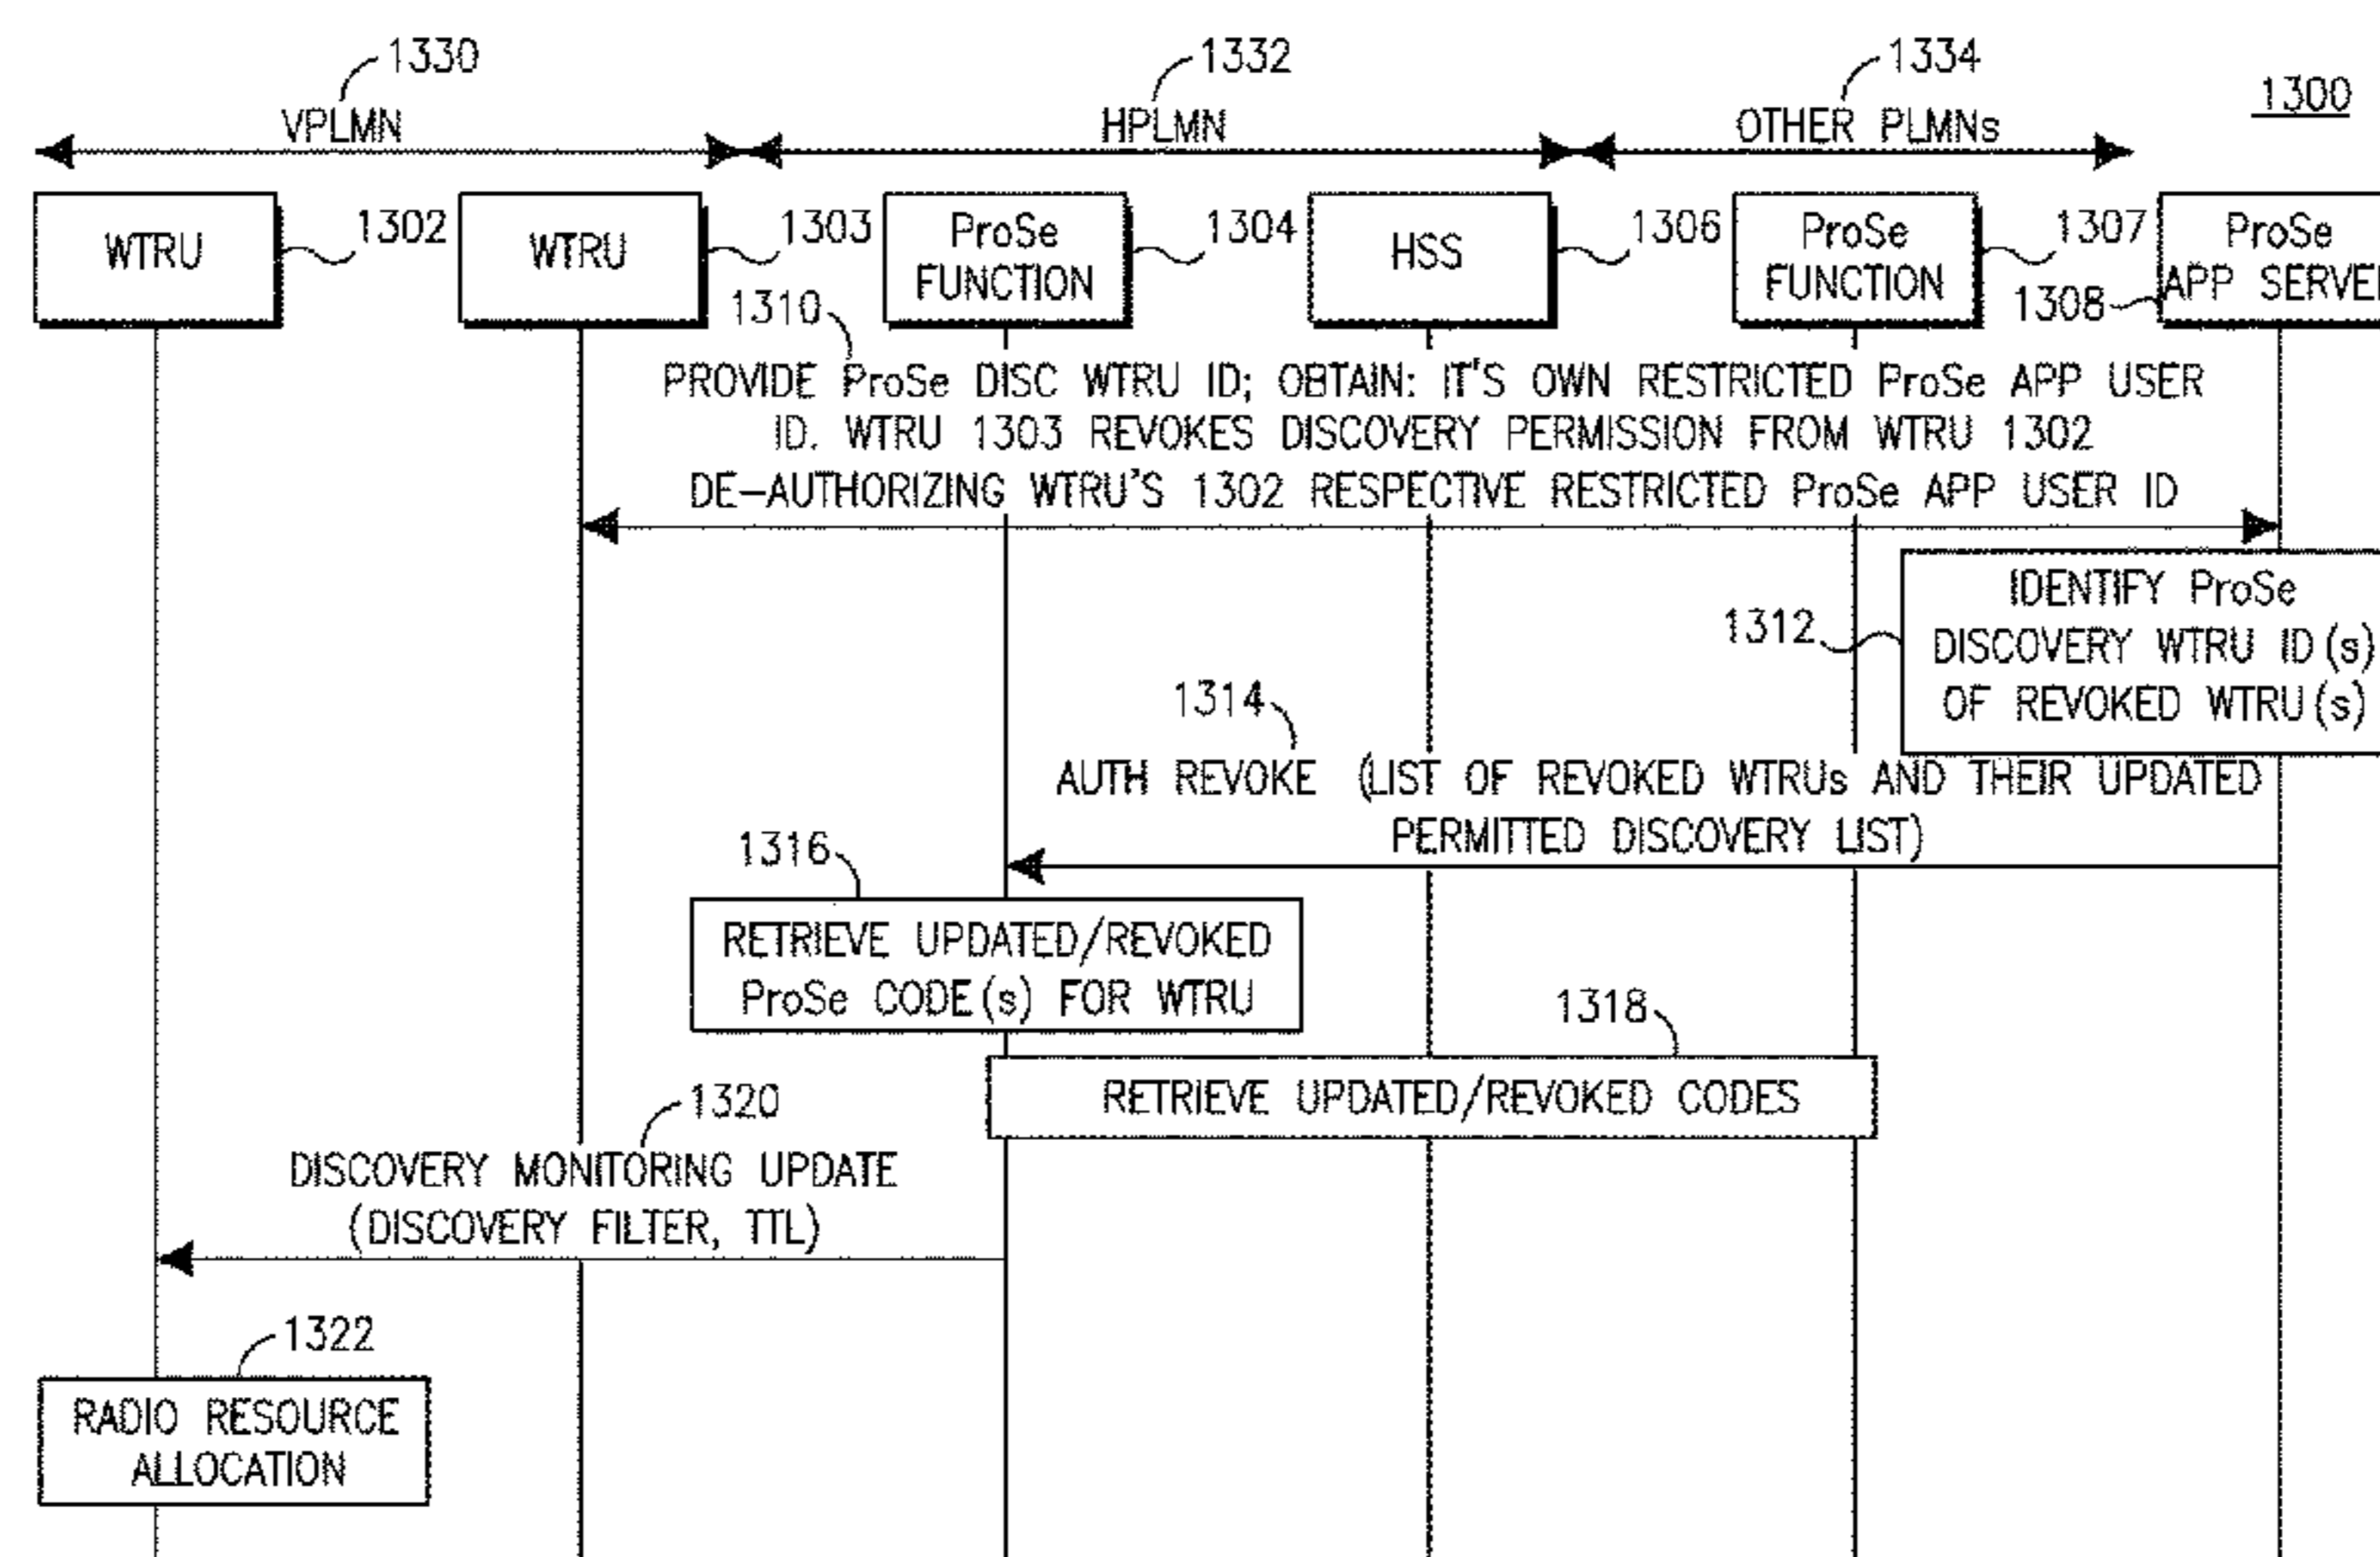 1330
1332
1334
1300
VPLMN
HPLMN
OTHER PLMNs
WTRU
1302
WTRU
1303
ProSe
FUNCTION
1304
HSS
1306
ProSe
FUNCTION
1307
ProSe
APP SERVE
1308
1310
PROVIDE ProSe DISC WTRU ID; OBTAIN: IT'S OWN RESTRICTED ProSe APP USER
ID. WTRU 1303 REVOKES DISCOVERY PERMISSION FROM WTRU 1302
DE-AUTHORIZING WTRU'S 1302 RESPECTIVE RESTRICTED ProSe APP USER ID
1312
IDENTIFY ProSe
DISCOVERY WTRU ID(s)
OF REVOKED WTRU(s)
1314
AUTH REVOKE (LIST OF REVOKED WTRUs AND THEIR UPDATED
PERMITTED DISCOVERY LIST)
1316
RETRIEVE UPDATED/REVOKED
ProSe CODE(s) FOR WTRU
1318
RETRIEVE UPDATED/REVOKED CODES
1320
DISCOVERY MONITORING UPDATE
(DISCOVERY FILTER, TTL)
1322
RADIO RESOURCE
ALLOCATION